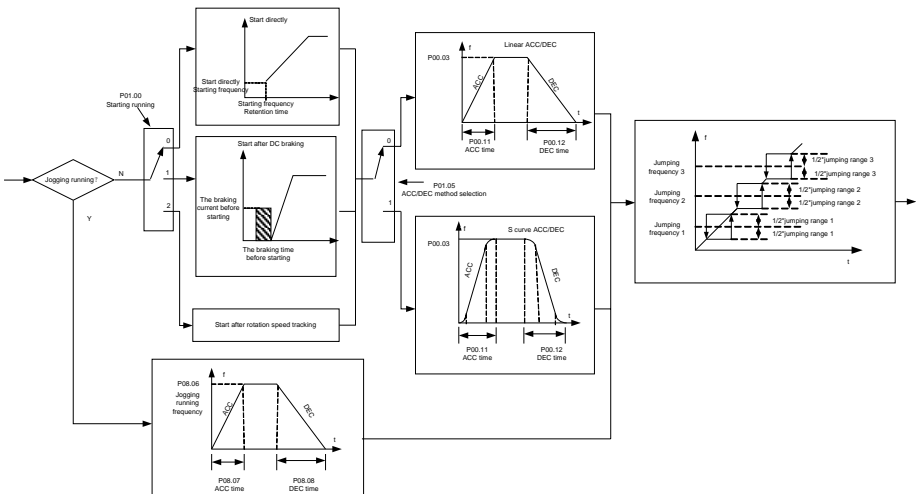 Jogging running ?
N
Y
P01.00
Starting running
0
1
2
Start directly
Start directly
Starting frequency
Starting frequency
Retention time
Start after DC braking
The braking
current before
starting
The braking time
before starting
Start after rotation speed tracking
0
1
P01.05
ACC/DEC method selection
f
Linear ACC/DEC
P00.03
ACC
DEC
t
P00.11
ACC time
P00.12
DEC time
f
S curve ACC/DEC
P00.03
ACC
DEC
t
P00.11
ACC time
P00.12
DEC time
P08.06
f
Jogging
running
frequency
ACC
DEC
t
P08.07
ACC time
P08.08
DEC time
f
Jumping
frequency 3
1/2*jumping range 3
1/2*jumping range 3
Jumping
frequency 2
1/2*jumping range 2
1/2*jumping range 2
Jumping
frequency 1
1/2*jumping range 1
1/2*jumping range 1
t